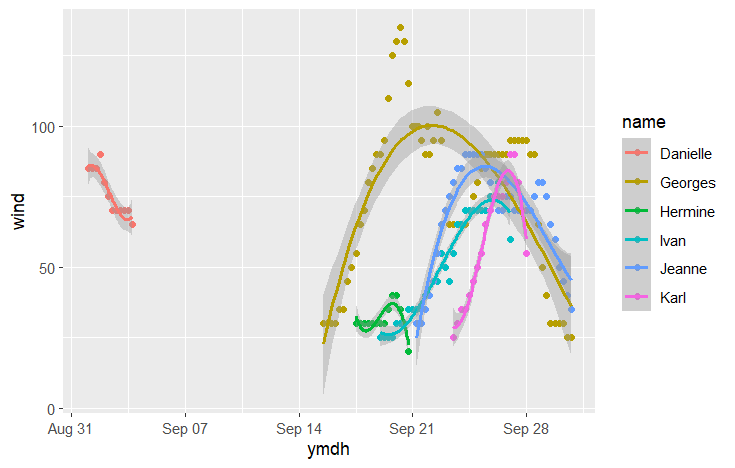 wind
100
50
0
Aug 31
Sep 07
Sep 14
Sep 21
Sep 28
ymdh
name
Danielle
Georges
Hermine
Ivan
Jeanne
Karl